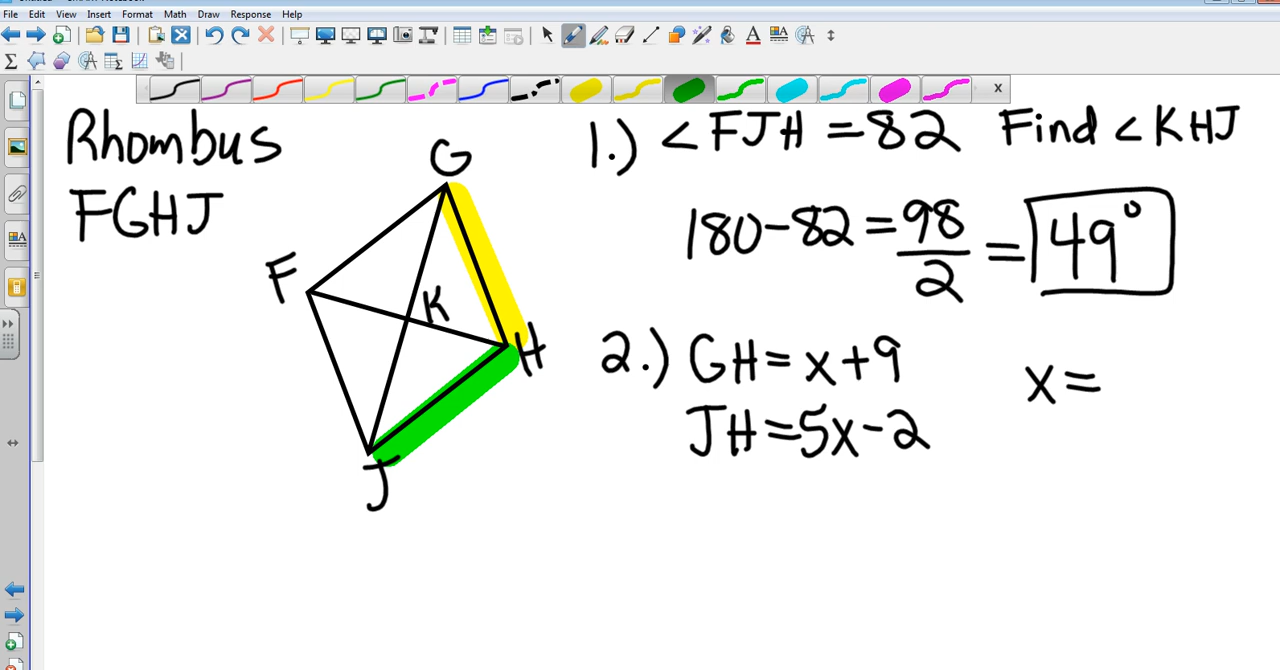 File Edit View Insert Format Math Draw Response Help
Rhombus
FGHJ
G
F
K
H
J
1.) <FJH =82 Find <KHJ
180-82 = 98/2 = 49°
2.) GH = x+9
JH =5x-2
x=